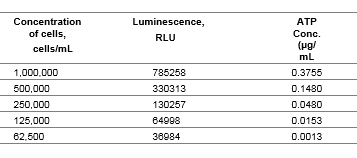 Concentration of cells, cells/mL	Luminescence, RLU	ATP Conc. (µg/ mL
1,000,000	785258	0.3755
500,000	330313	0.1480
250,000	130257	0.0480
125,000	64998	0.0153
62,500	36984	0.0013